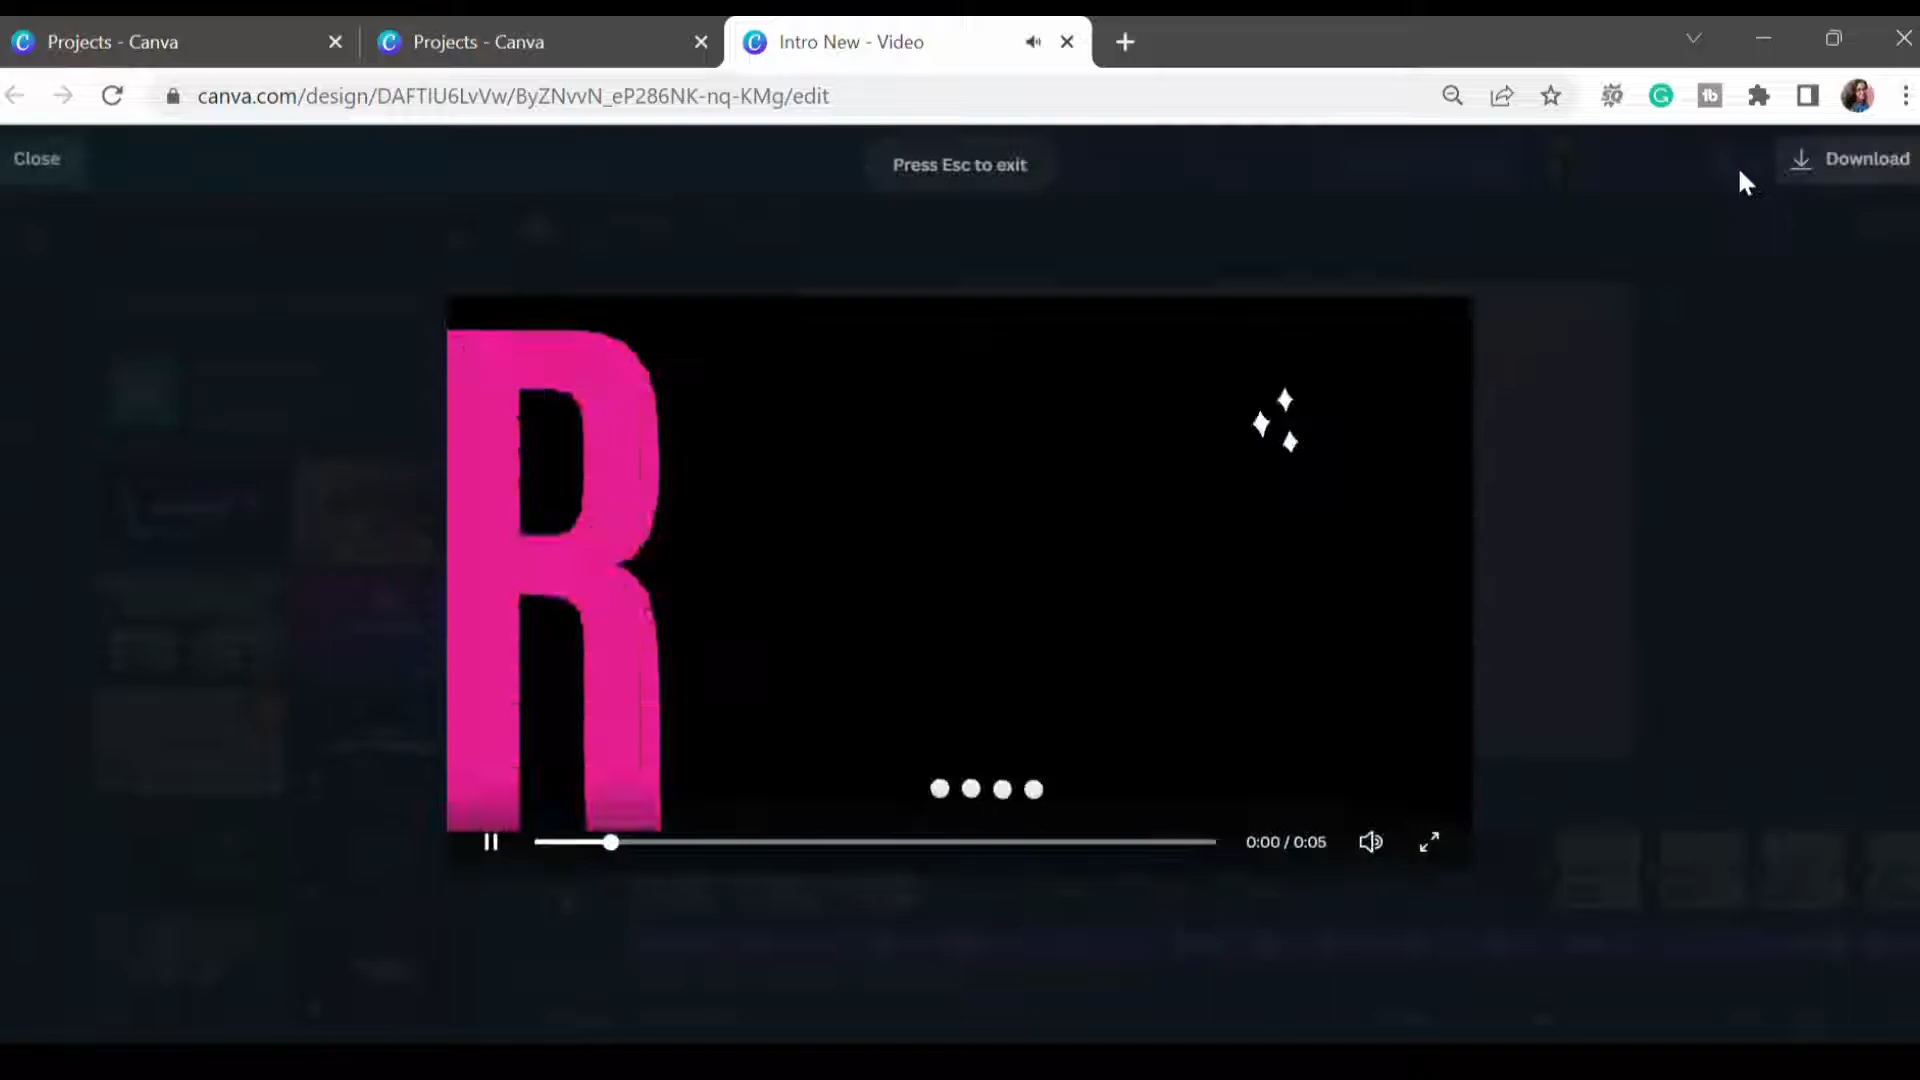 Projects - Canva
Projects - Canva
Intro New - Video
canva.com/design/DAFTIU6LvVw/ByZNvvN_eP286NK-nq-KMg/edit
Close
Press Esc to exit
Download
R
0:00 / 0:05